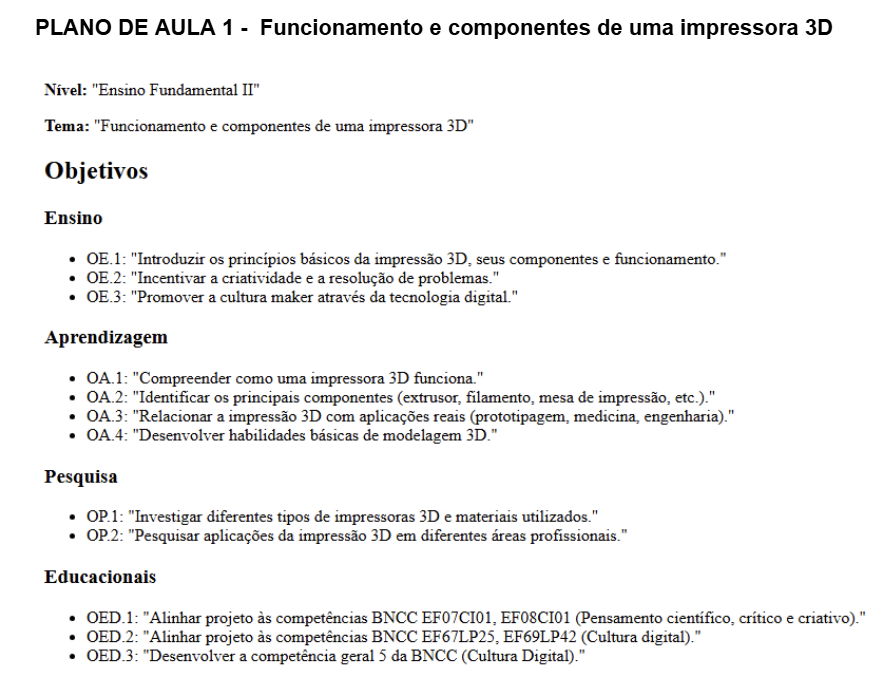 PLANO DE AULA 1 - Funcionamento e componentes de uma impressora 3D
Nível: "Ensino Fundamental II"
Tema: "Funcionamento e componentes de uma impressora 3D"
Objetivos
Ensino
• OE.1: "Introduzir os princípios básicos da impressão 3D, seus componentes e funcionamento."
• OE.2: "Incentivar a criatividade e a resolução de problemas."
• OE.3: "Promover a cultura maker através da tecnologia digital."
Aprendizagem
• OA.1: "Compreender como uma impressora 3D funciona."
• OA.2: "Identificar os principais componentes (extrusor, filamento, mesa de impressão, etc.)."
• OA.3: "Relacionar a impressão 3D com aplicações reais (prototipagem, medicina, engenharia)."
• OA.4: "Desenvolver habilidades básicas de modelagem 3D."
Pesquisa
• OP.1: "Investigar diferentes tipos de impressoras 3D e materiais utilizados."
• OP.2: "Pesquisar aplicações da impressão 3D em diferentes áreas profissionais."
Educacionais
• OED.1: "Alinhar projeto às competências BNCC EF07CI01, EF08CI01 (Pensamento científico, crítico e criativo)."
• OED.2: "Alinhar projeto às competências BNCC EF67LP25, EF69LP42 (Cultura digital)."
• OED.3: "Desenvolver a competência geral 5 da BNCC (Cultura Digital)."